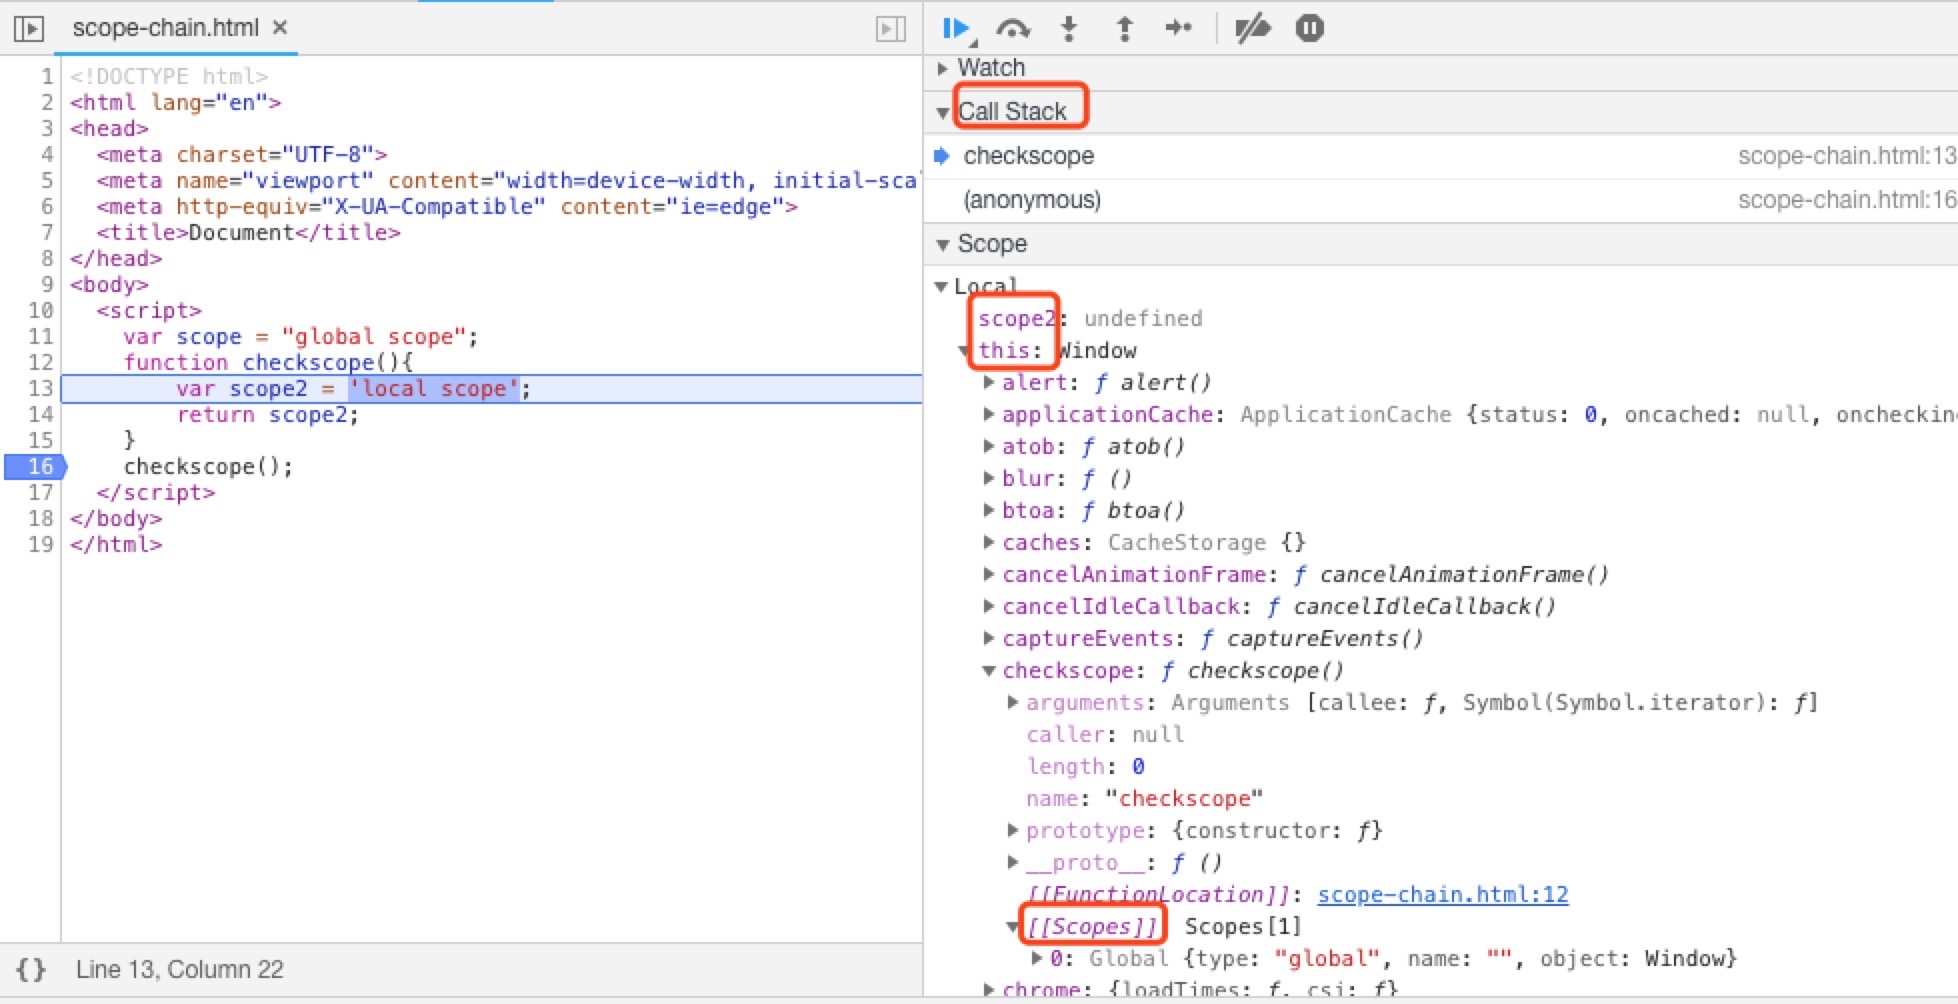 scope-chain.html ×
1 <!DOCTYPE html>
2 <html lang="en">
3 <head>
4 <meta charset="UTF-8">
5 <meta name="viewport" content="width=device-width, initial-sca
6 <meta http-equiv="X-UA-Compatible" content="ie=edge">
7 <title>Document</title>
8 </head>
9 <body>
10 <script>
11 var scope = "global scope";
12 function checkscope(){
13 var scope2 = 'local scope';
14 return scope2;
15 }
16 checkscope();
17 </script>
18 </body>
19 </html>
{} Line 13, Column 22
Watch
Call Stack
checkscope scope-chain.html:13
(anonymous) scope-chain.html:16
Scope
Local
scope2: undefined
this: Window
alert: ƒ alert()
applicationCache: ApplicationCache {status: 0, oncached: null, oncheckin
atob: ƒ atob()
blur: ƒ ()
btoa: ƒ btoa()
caches: CacheStorage {}
cancelAnimationFrame: ƒ cancelAnimationFrame()
cancelIdleCallback: ƒ cancelIdleCallback()
captureEvents: ƒ captureEvents()
checkscope: ƒ checkscope()
arguments: Arguments [callee: ƒ, Symbol(Symbol.iterator): ƒ]
caller: null
length: 0
name: "checkscope"
prototype: {constructor: ƒ}
__proto__: ƒ ()
[[FunctionLocation]]: scope-chain.html:12
[[Scopes]] Scopes[1]
0: Global {type: "global", name: "", object: Window}
chrome: {loadTimes: ƒ, csi: ƒ}